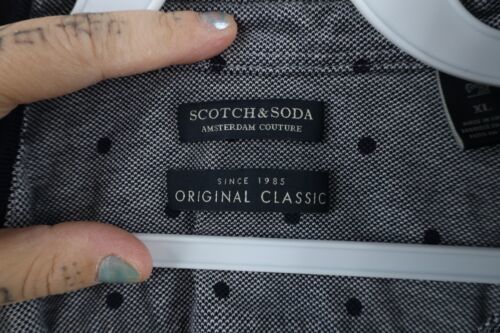 SCOTCH & SODA
AMSTERDAM COUTURE
SINCE 1985
ORIGINAL CLASSIC
XL